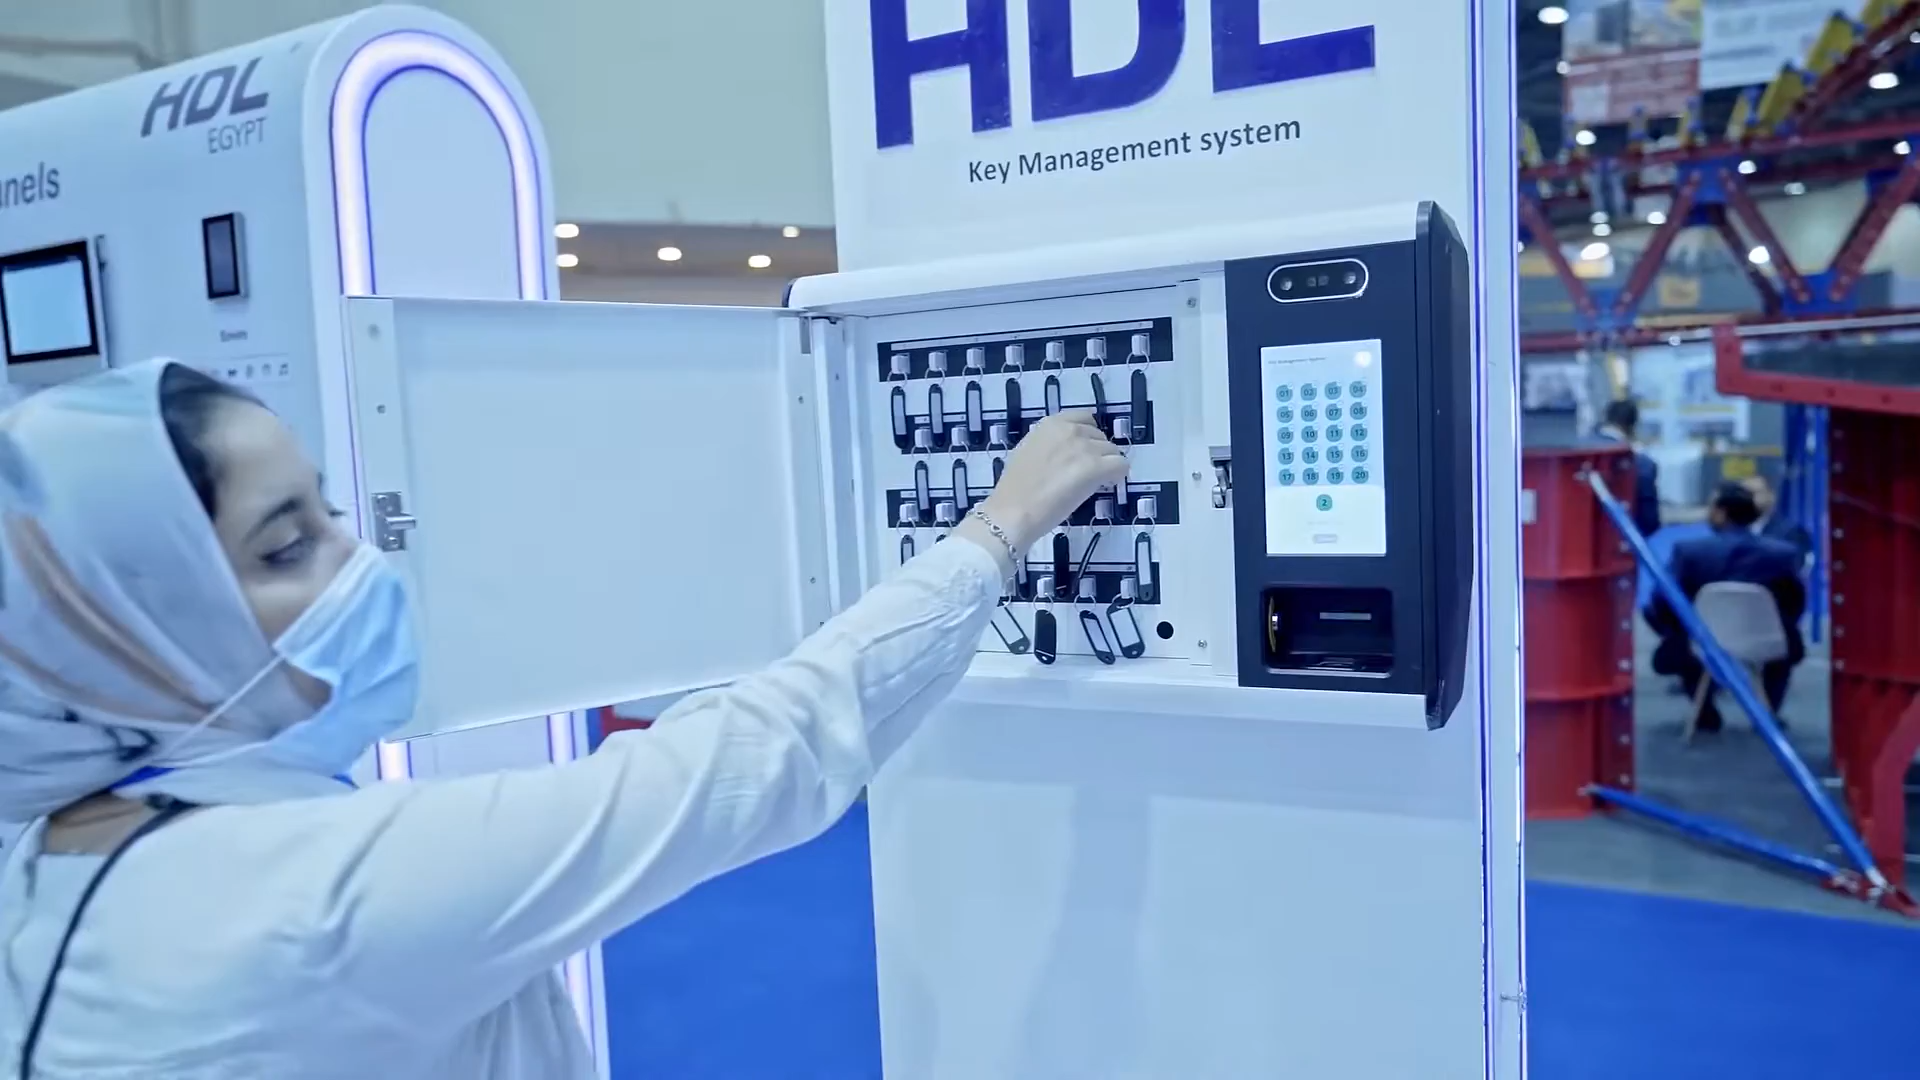 HDL
EGYPT
nels
HDL
Key Management system
01 02 03 04
05 06 07 08
09 10 11 12
13 14 15 16
17 18 19 20
2